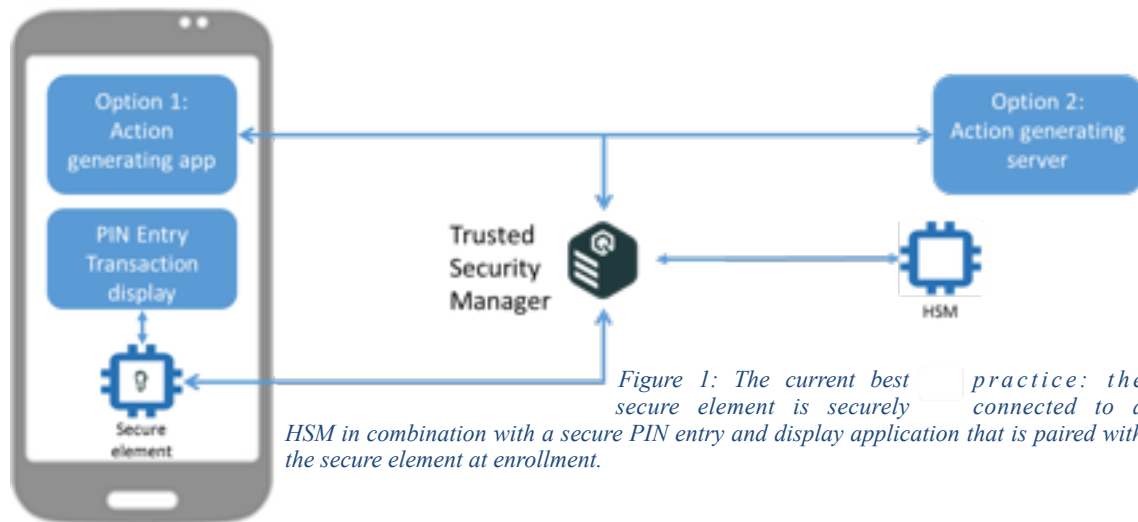 Option 1:
Action
generating app
Option 2:
Action generating
server
PIN Entry
Transaction
display
Trusted
Security
Manager
HSM
Secure
element
Figure 1: The current best practice: the
secure element is securely connected to a
HSM in combination with a secure PIN entry and display application that is paired with
the secure element at enrollment.